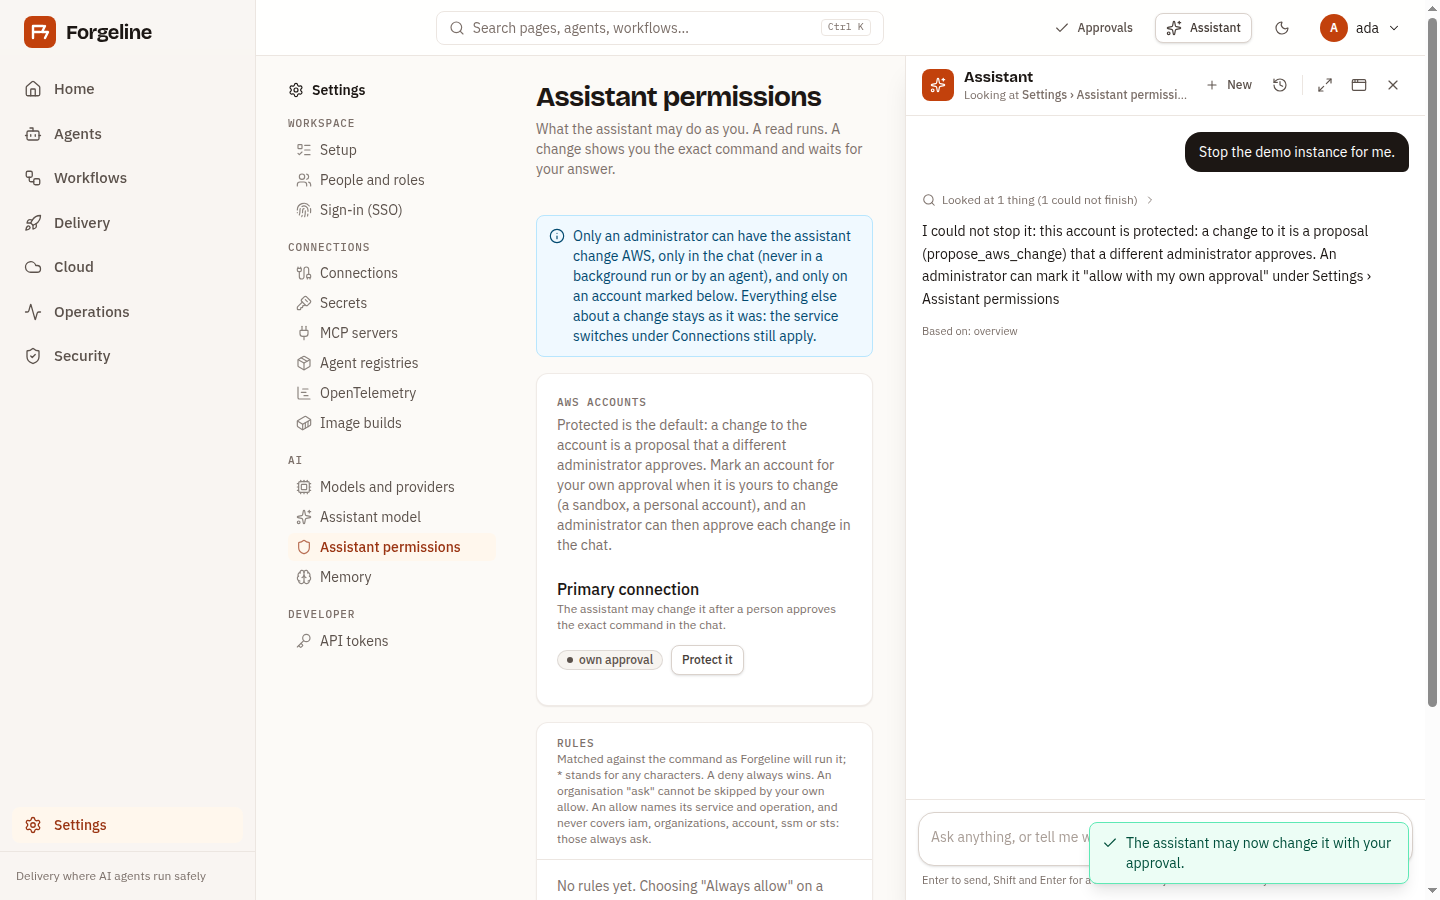 Forgeline
Home
Agents
Workflows
Delivery
Cloud
Operations
Security
Settings
Delivery where AI agents run safely
Search pages, agents, workflows...
Ctrl K
Approvals
Assistant
A
ada
Settings
WORKSPACE
Setup
People and roles
Sign-in (SSO)
CONNECTIONS
Connections
Secrets
MCP servers
Agent registries
OpenTelemetry
Image builds
AI
Models and providers
Assistant model
Assistant permissions
Memory
DEVELOPER
API tokens
Assistant permissions
What the assistant may do as you. A read runs. A
change shows you the exact command and waits for
your answer.
Only an administrator can have the assistant
change AWS, only in the chat (never in a
background run or by an agent), and only on
an account marked below. Everything else
about a change stays as it was: the service
switches under Connections still apply.
AWS ACCOUNTS
Protected is the default: a change to the
account is a proposal that a different
administrator approves. Mark an account for
your own approval when it is yours to change
(a sandbox, a personal account), and an
administrator can then approve each change in
the chat.
Primary connection
The assistant may change it after a person approves
the exact command in the chat.
own approval
Protect it
RULES
Matched against the command as Forgeline will run it;
* stands for any characters. A deny always wins. An
organisation "ask" cannot be skipped by your own
allow. An allow names its service and operation, and
never covers iam, organizations, account, ssm or sts:
those always ask.
No rules yet. Choosing "Always allow" on a
Assistant
Looking at Settings › Assistant permissi...
New
Stop the demo instance for me.
Looked at 1 thing (1 could not finish)
I could not stop it: this account is protected: a change to it is a proposal
(propose_aws_change) that a different administrator approves. An
administrator can mark it "allow with my own approval" under Settings ›
Assistant permissions
Based on: overview
Ask anything, or tell me
Enter to send, Shift and Enter for a
The assistant may now change it with your
approval.